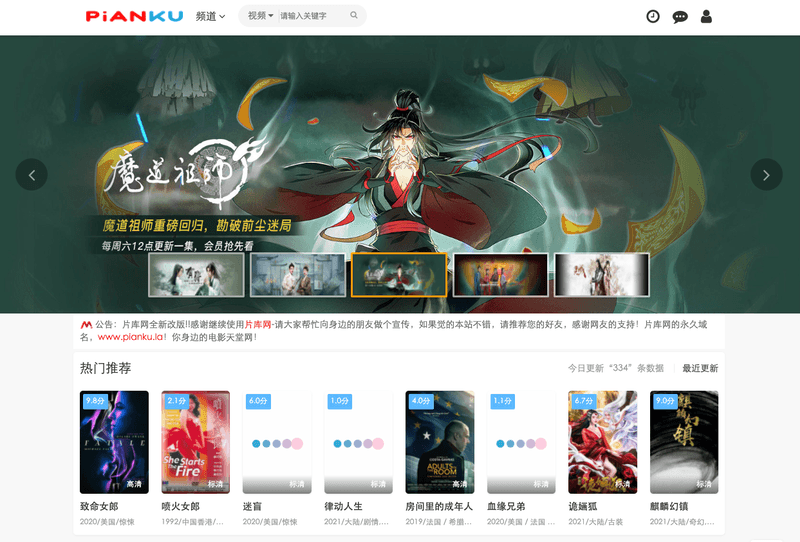 PiANKU 频道 视频 请输入关键字
魔道祖师
魔道祖师重磅回归，勘破前尘迷局
每周六12点更新一集，会员抢先看
公告：片库网全新改版!!感谢继续使用片库网-请大家帮忙向身边的朋友做个宣传，如果觉的本站不错，请推荐您的好友，感谢网友的支持！片库网的永久域
名，www.pianku.la！你身边的电影天堂网！
热门推荐 今日更新“334”条数据 最近更新
9.8分 2.1分 6.0分 1.0分 4.0分 1.1分 6.7分 9.0分
FATALE
She Starts
the Fire
ADULTS
IN THE
ROOM
高清 标清 标清 标清 标清 标清 标清 标清
致命女郎 喷火女郎 迷盲 律动人生 房间里的成年人 血缘兄弟 诡婳狐 麒麟幻镇
2020/美国/惊悚 1992/中国香港/... 2020/美国/惊悚 2021/大陆/剧情.... 2019/法国 / 希腊... 2020/美国 / 法国 ... 2021/大陆/古装 2021/大陆/奇幻....